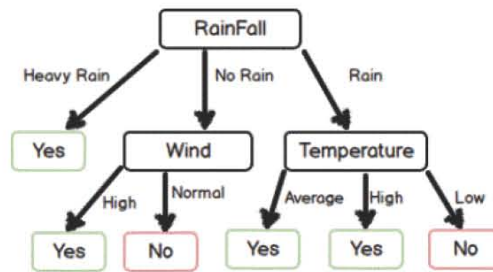 RainFall
Heavy Rain
No Rain
Rain
Yes
Wind
Temperature
High
Normal
Average
High
Low
Yes
No
Yes
Yes
No